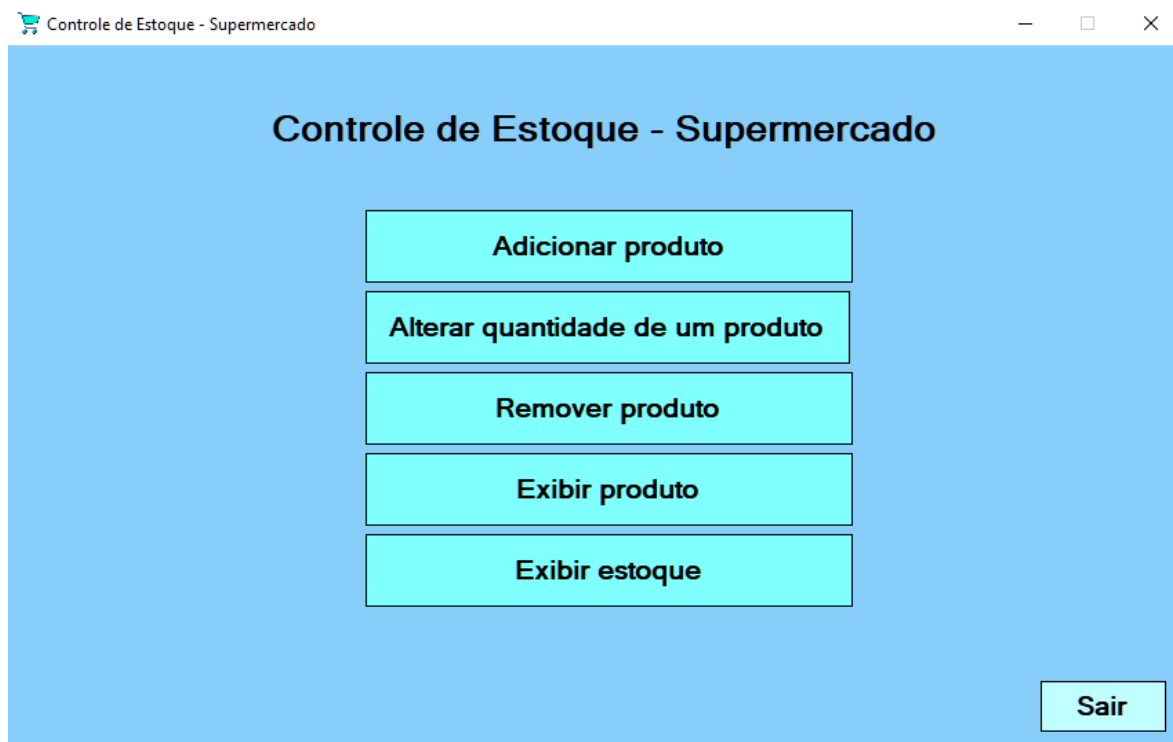 Controle de Estoque - Supermercado
Controle de Estoque - Supermercado
Adicionar produto
Alterar quantidade de um produto
Remover produto
Exibir produto
Exibir estoque
Sair